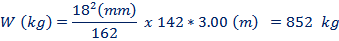 W (kg) = 18²(mm) / 162 x 142 * 3.00 (m) = 852 kg